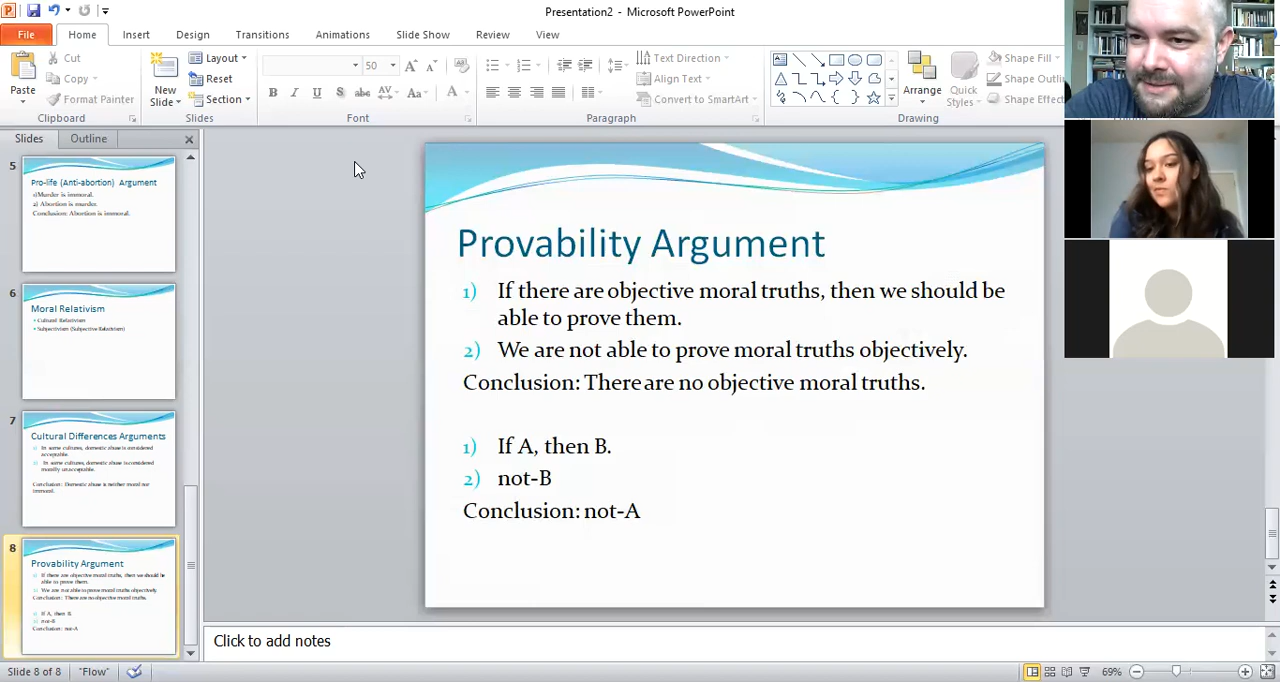 Presentation2 - Microsoft PowerPoint
File Home Insert Design Transitions Animations Slide Show Review View
Cut
Copy
Format Painter
Paste
Clipboard
New Slide
Layout
Reset
Section
Slides
50
B I U S abc AV Aa A
Font
Text Direction
Align Text
Convert to SmartArt
Paragraph
Arrange
Quick Styles
Shape Fill
Shape Outli
Shape Effect
Drawing
Slides Outline
5
Pro-life (Anti-abortion) Argument
1)Murder is immoral.
2) Abortion is murder.
Conclusion: Abortion is immoral.
6
Moral Relativism
• Cultural Relativism
• Subjectivism (Subjective Relativism)
7
Cultural Differences Arguments
1) In some cultures, domestic abuse is considered
acceptable.
2) In some cultures, domestic abuse is considered
morally unacceptable.
Conclusion: Domestic abuse is neither moral nor
immoral.
8
Provability Argument
1) If there are objective moral truths, then we should be
able to prove them.
2) We are not able to prove moral truths objectively.
Conclusion: There are no objective moral truths.
1) If A, then B.
2) not-B
Conclusion: not-A
Provability Argument
1) If there are objective moral truths, then we should be
able to prove them.
2) We are not able to prove moral truths objectively.
Conclusion: There are no objective moral truths.
1) If A, then B.
2) not-B
Conclusion: not-A
Click to add notes
Slide 8 of 8 "Flow" 69%